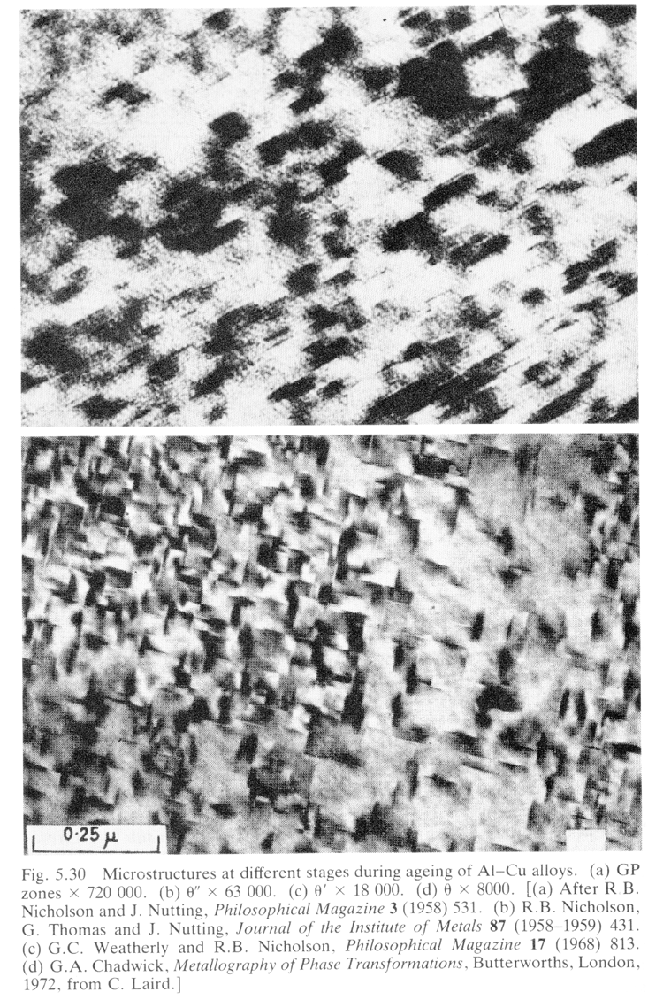 0·25 μ
Fig. 5.30 Microstructures at different stages during ageing of Al–Cu alloys. (a) GP
zones × 720 000. (b) θ″ × 63 000. (c) θ′ × 18 000. (d) θ × 8000. [(a) After R.B.
Nicholson and J. Nutting, Philosophical Magazine 3 (1958) 531. (b) R.B. Nicholson,
G. Thomas and J. Nutting, Journal of the Institute of Metals 87 (1958–1959) 431.
(c) G.C. Weatherly and R.B. Nicholson, Philosophical Magazine 17 (1968) 813.
(d) G.A. Chadwick, Metallography of Phase Transformations, Butterworths, London,
1972, from C. Laird.]